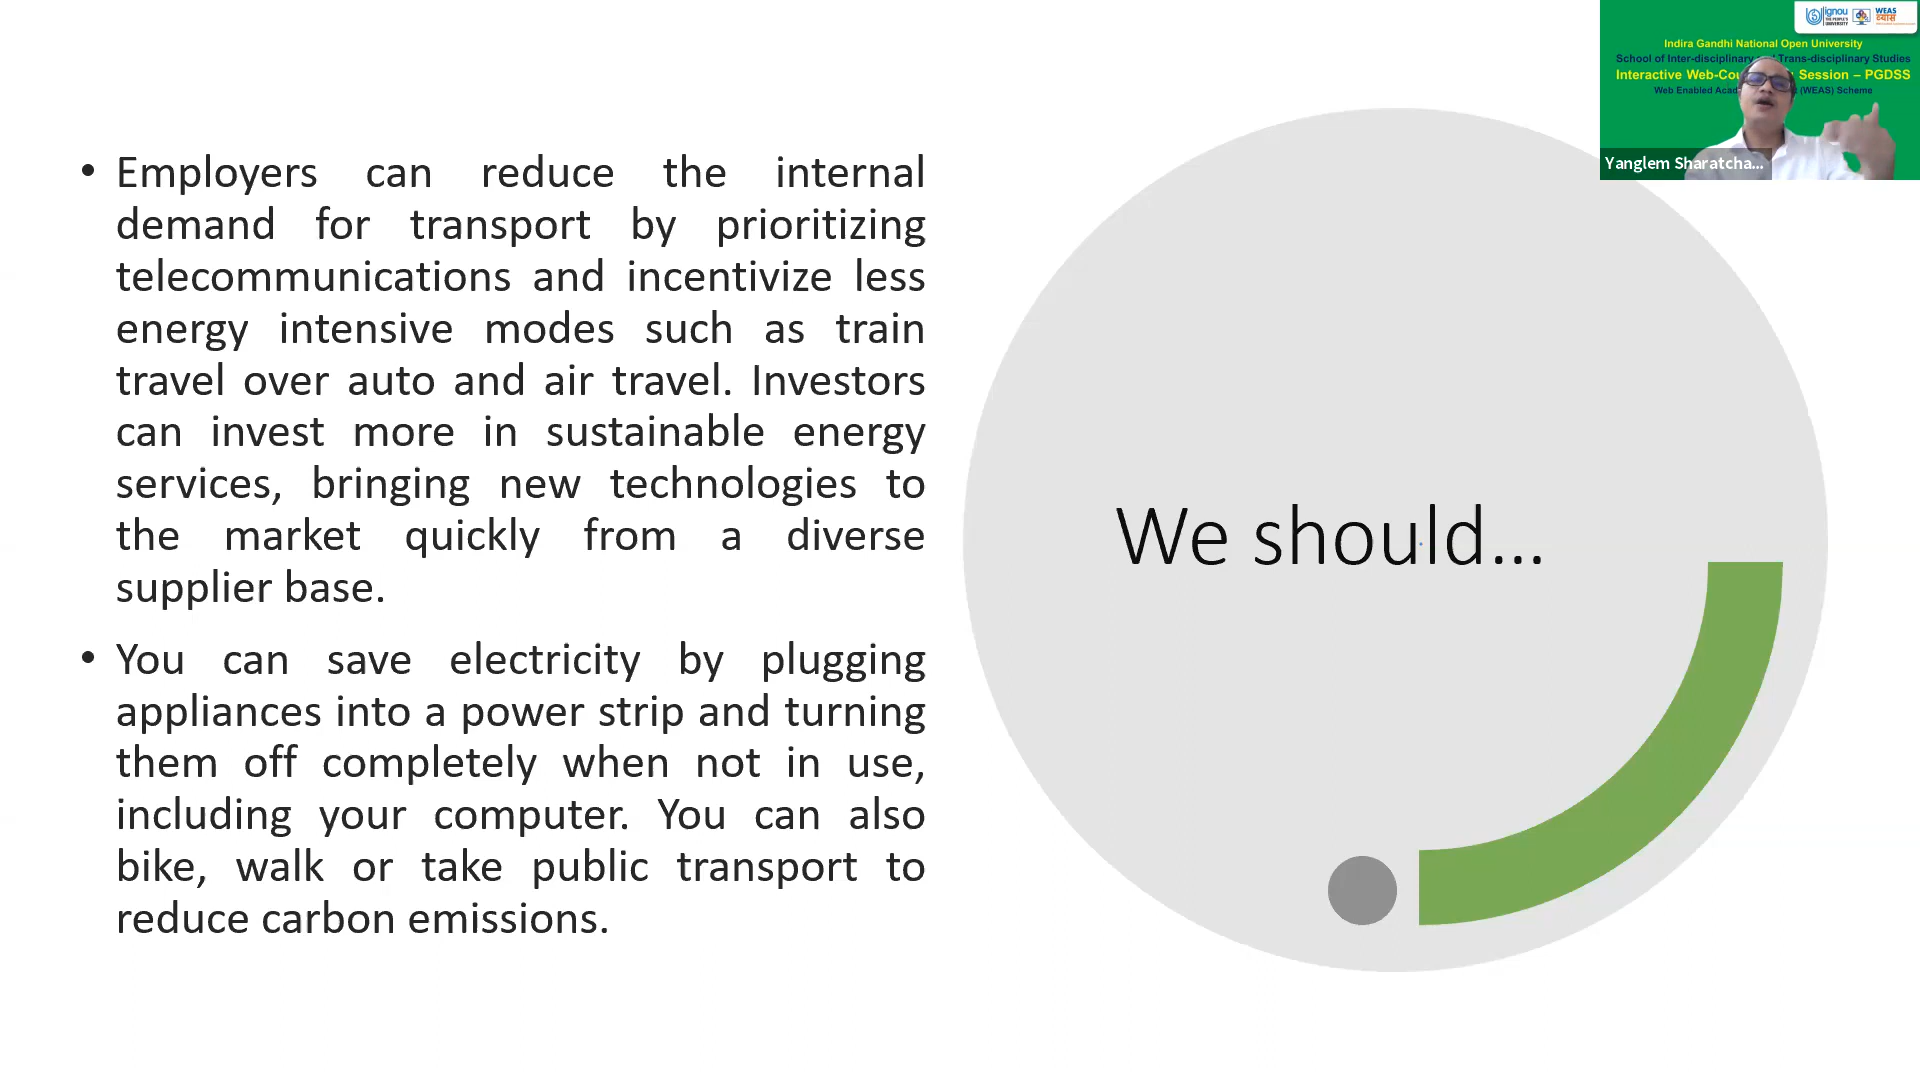 • Employers can reduce the internal
demand for transport by prioritizing
telecommunications and incentivize less
energy intensive modes such as train
travel over auto and air travel. Investors
can invest more in sustainable energy
services, bringing new technologies to
the market quickly from a diverse
supplier base.
• You can save electricity by plugging
appliances into a power strip and turning
them off completely when not in use,
including your computer. You can also
bike, walk or take public transport to
reduce carbon emissions.
We should...
ignou
THE PEOPLE'S
UNIVERSITY
WEAS
Indira Gandhi National Open University
School of Inter-disciplinary Trans-disciplinary Studies
Interactive Session – PGDSS
Web Enabled (WEAS) Scheme
Yanglem Sharatcha...